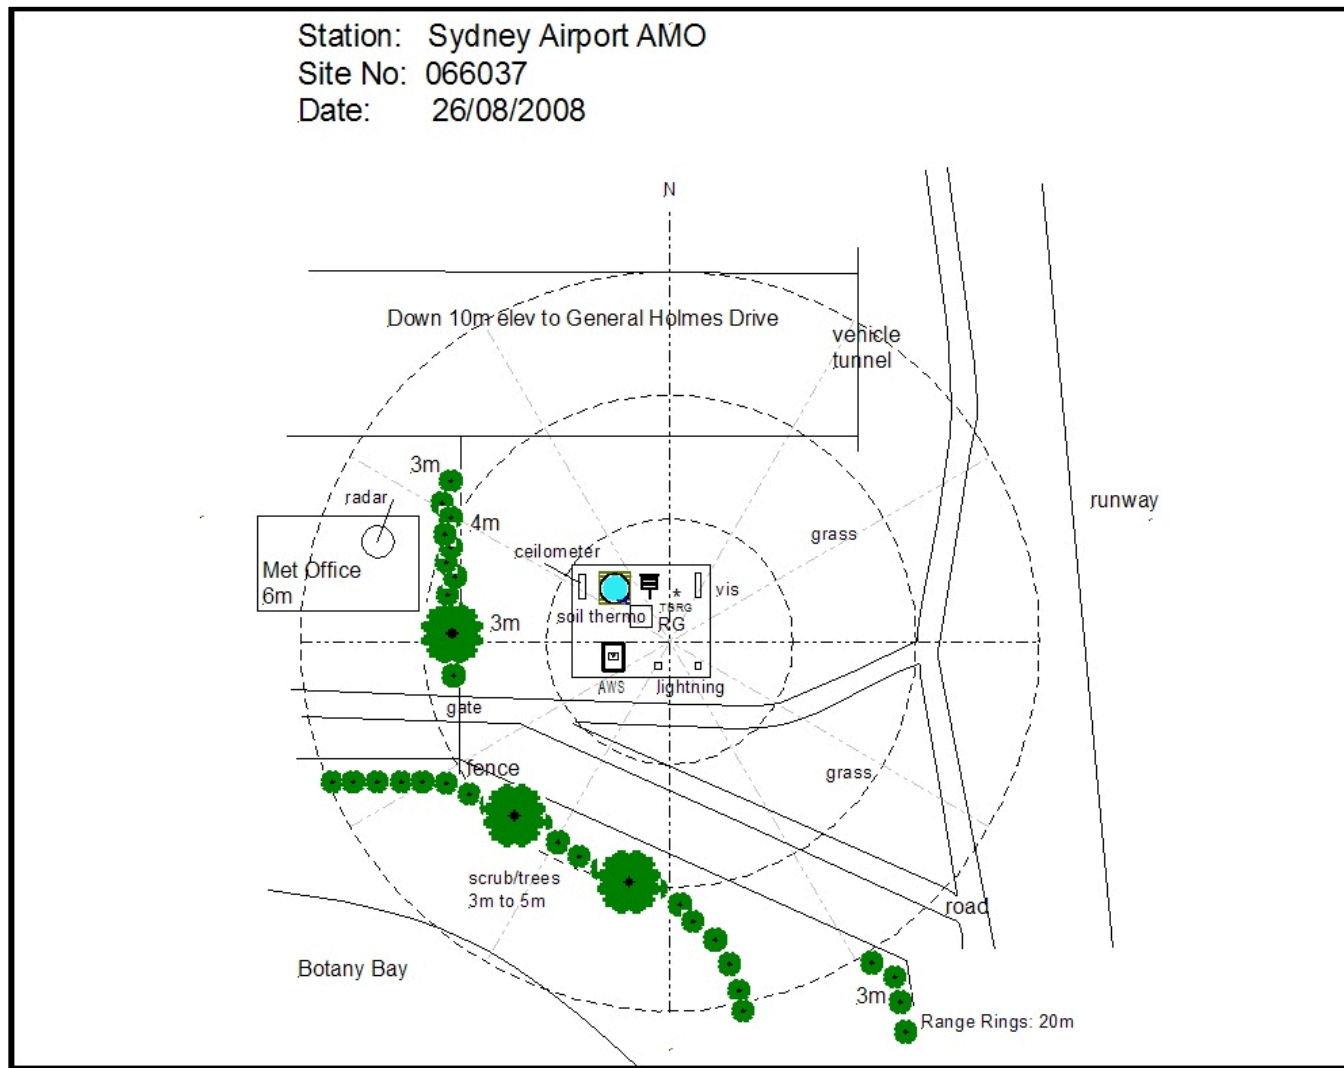 Station: Sydney Airport AMO
Site No: 066037
Date: 26/08/2008
N
Down 10m elev to General Holmes Drive
vehicle
tunnel
3m
radar
4m
runway
grass
ceilometer
Met Office
6m
vis
TBRG
soil thermo
RG
3m
AWS
lightning
gate
fence
grass
scrub/trees
3m to 5m
road
Botany Bay
3m
Range Rings: 20m